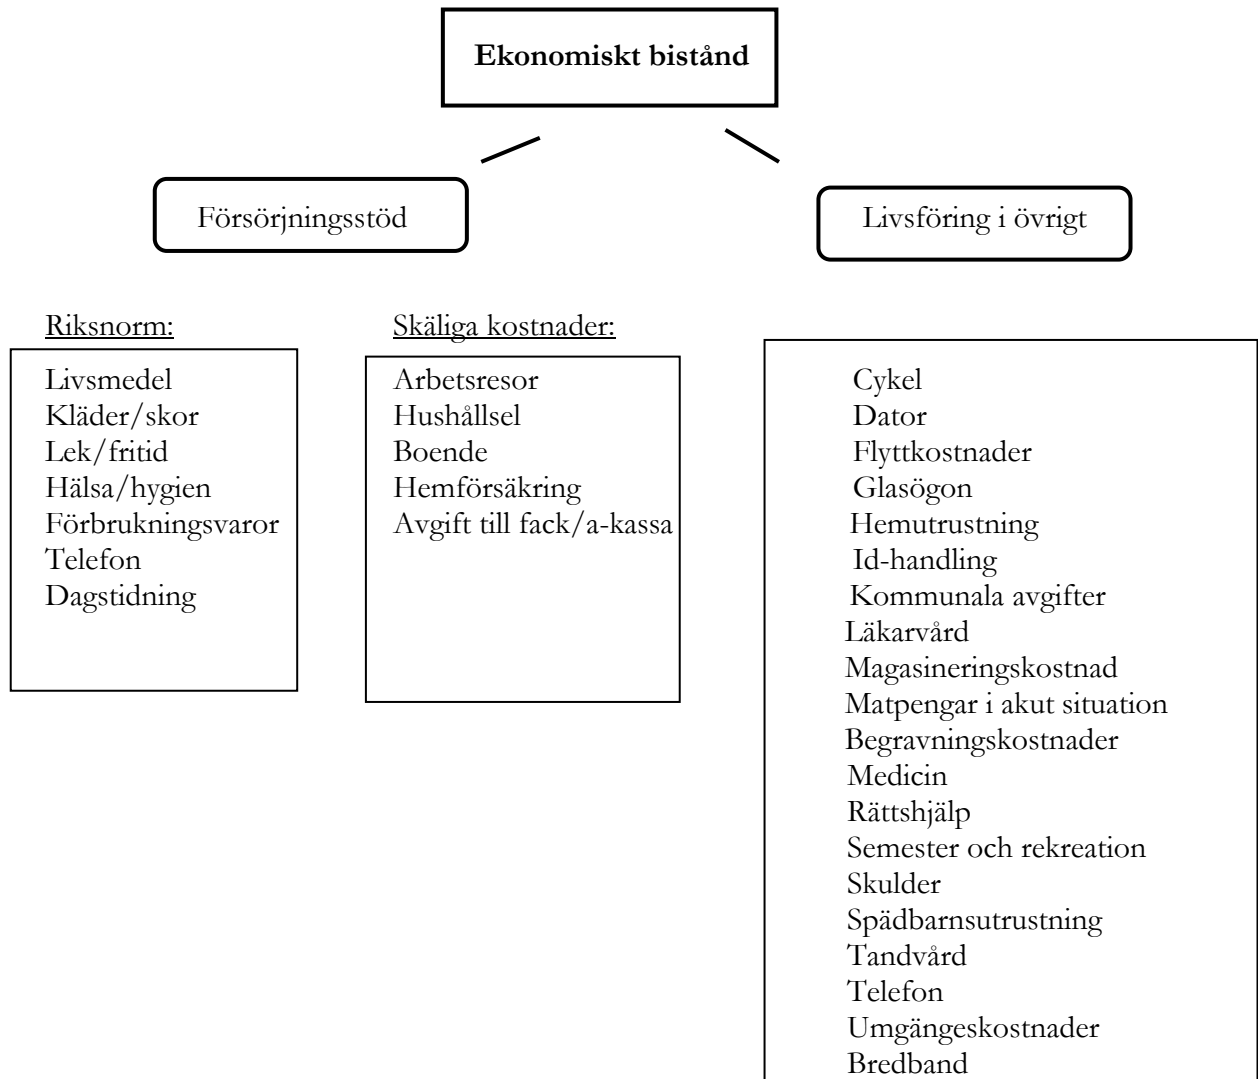 Ekonomiskt bistånd
Försörjningsstöd
Livsföring i övrigt
Riksnorm:
Livsmedel
Kläder/skor
Lek/fritid
Hälsa/hygien
Förbrukningsvaror
Telefon
Dagstidning
Skäliga kostnader:
Arbetsresor
Hushållsel
Boende
Hemförsäkring
Avgift till fack/a-kassa
Cykel
Dator
Flyttkostnader
Glasögon
Hemutrustning
Id-handling
Kommunala avgifter
Läkarvård
Magasineringskostnad
Matpengar i akut situation
Begravningskostnader
Medicin
Rättshjälp
Semester och rekreation
Skulder
Spädbarnsutrustning
Tandvård
Telefon
Umgängeskostnader
Bredband